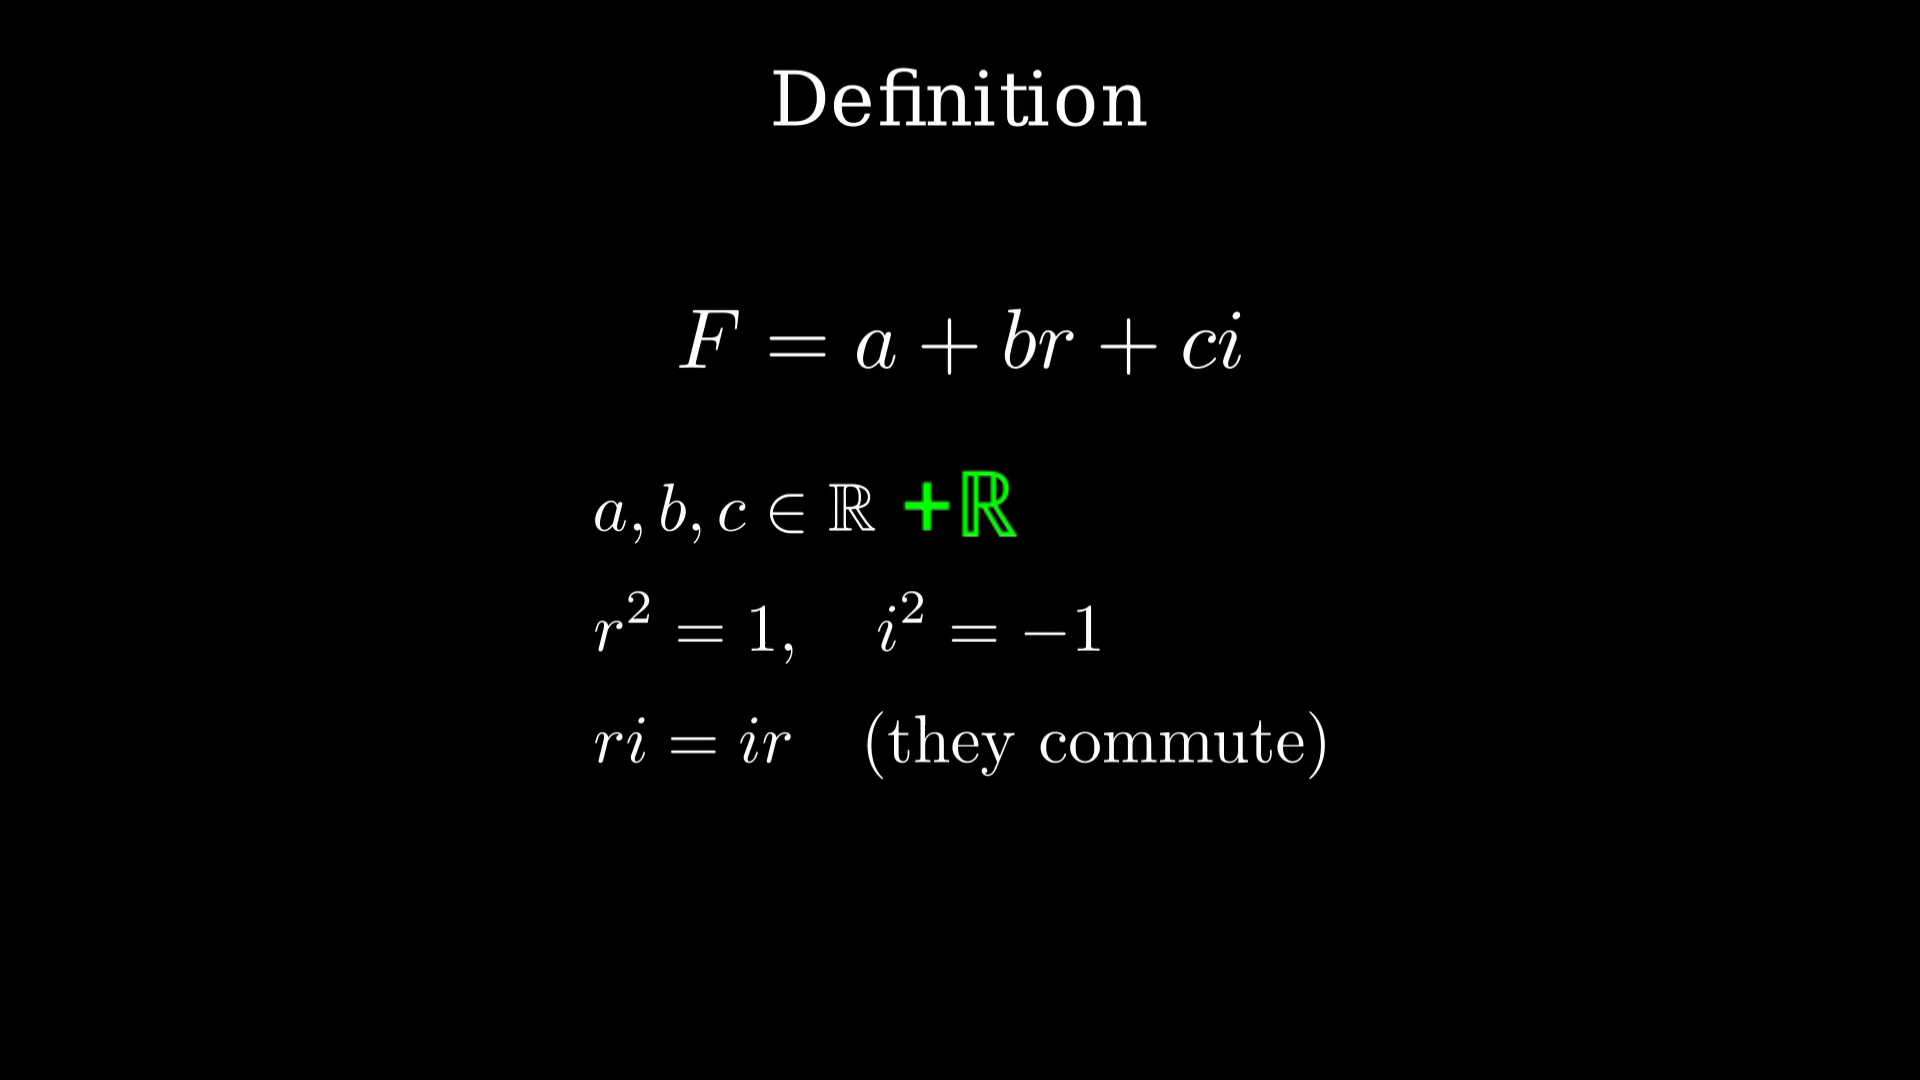 Definition
F = a + br + ci
a, b, c ∈ ℝ +ℝ
r² = 1, i² = −1
ri = ir (they commute)